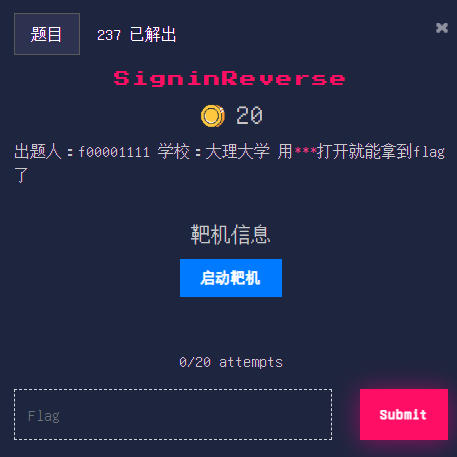 题目 237 已解出
SigninReverse
20
出题人：f00001111 学校：大理大学 用***打开就能拿到flag
了
靶机信息
启动靶机
0/20 attempts
Flag
Submit